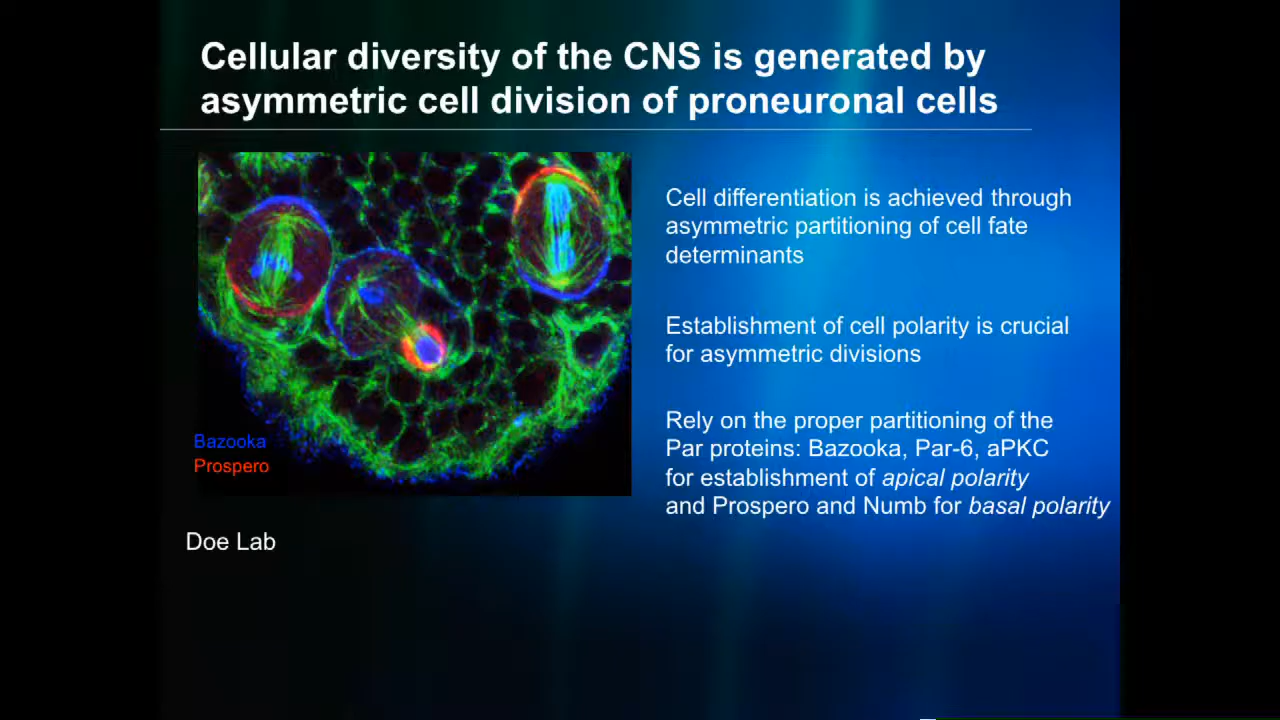 Cellular diversity of the CNS is generated by
asymmetric cell division of proneuronal cells
Cell differentiation is achieved through
asymmetric partitioning of cell fate
determinants
Establishment of cell polarity is crucial
for asymmetric divisions
Rely on the proper partitioning of the
Par proteins: Bazooka, Par-6, aPKC
for establishment of apical polarity
and Prospero and Numb for basal polarity
Bazooka
Prospero
Doe Lab